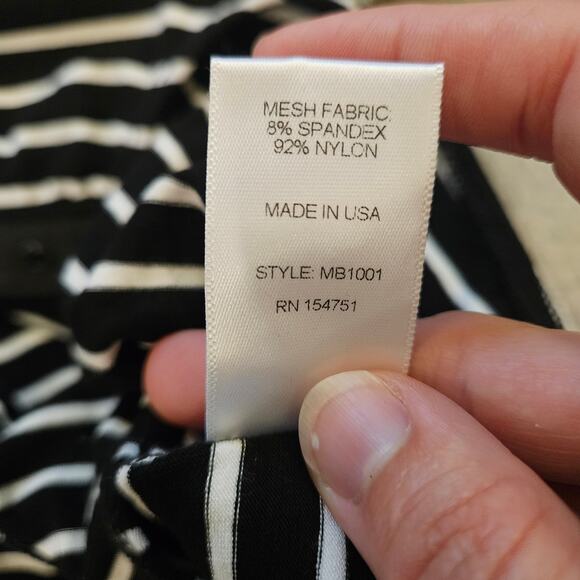 MESH FABRIC:
8% SPANDEX
92% NYLON
MADE IN USA
STYLE: MB1001
RN 154751